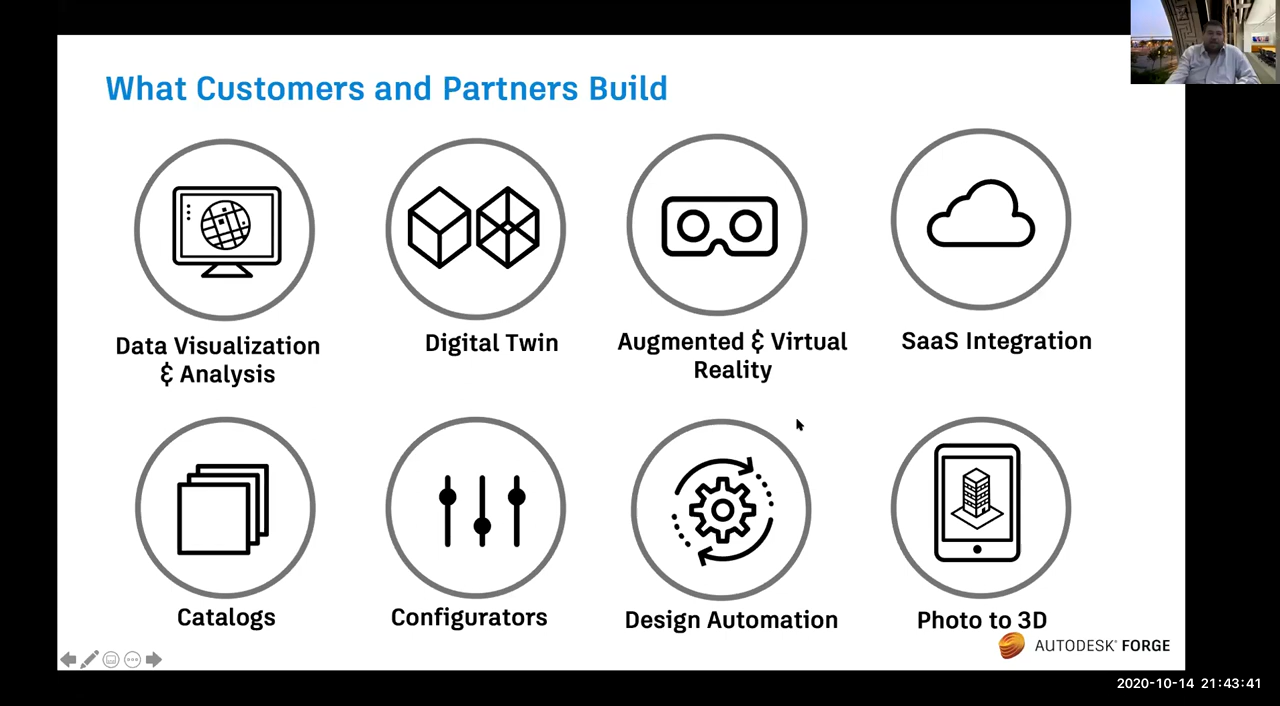 What Customers and Partners Build
Data Visualization
& Analysis
Digital Twin
Augmented & Virtual
Reality
SaaS Integration
Catalogs
Configurators
Design Automation
Photo to 3D
AUTODESK® FORGE
2020-10-14 21:43:41